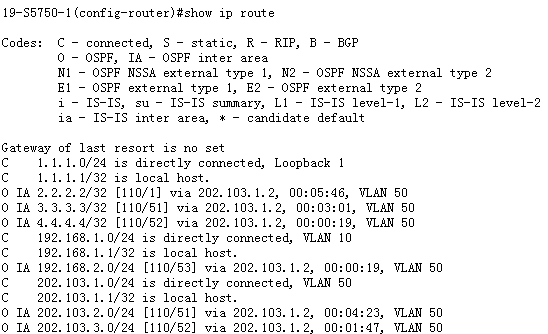 19-S5750-1(config-router)#show ip route
Codes:  C - connected, S - static, R - RIP, B - BGP
O - OSPF, IA - OSPF inter area
N1 - OSPF NSSA external type 1, N2 - OSPF NSSA external type 2
E1 - OSPF external type 1, E2 - OSPF external type 2
i - IS-IS, su - IS-IS summary, L1 - IS-IS level-1, L2 - IS-IS level-2
ia - IS-IS inter area, * - candidate default
Gateway of last resort is no set
C    1.1.1.0/24 is directly connected, Loopback 1
C    1.1.1.1/32 is local host.
O IA 2.2.2.2/32 [110/1] via 202.103.1.2, 00:05:46, VLAN 50
O IA 3.3.3.3/32 [110/51] via 202.103.1.2, 00:03:01, VLAN 50
O IA 4.4.4.4/32 [110/52] via 202.103.1.2, 00:00:19, VLAN 50
C    192.168.1.0/24 is directly connected, VLAN 10
C    192.168.1.1/32 is local host.
O IA 192.168.2.0/24 [110/53] via 202.103.1.2, 00:00:19, VLAN 50
C    202.103.1.0/24 is directly connected, VLAN 50
C    202.103.1.1/32 is local host.
O IA 202.103.2.0/24 [110/51] via 202.103.1.2, 00:04:23, VLAN 50
O IA 202.103.3.0/24 [110/52] via 202.103.1.2, 00:01:47, VLAN 50